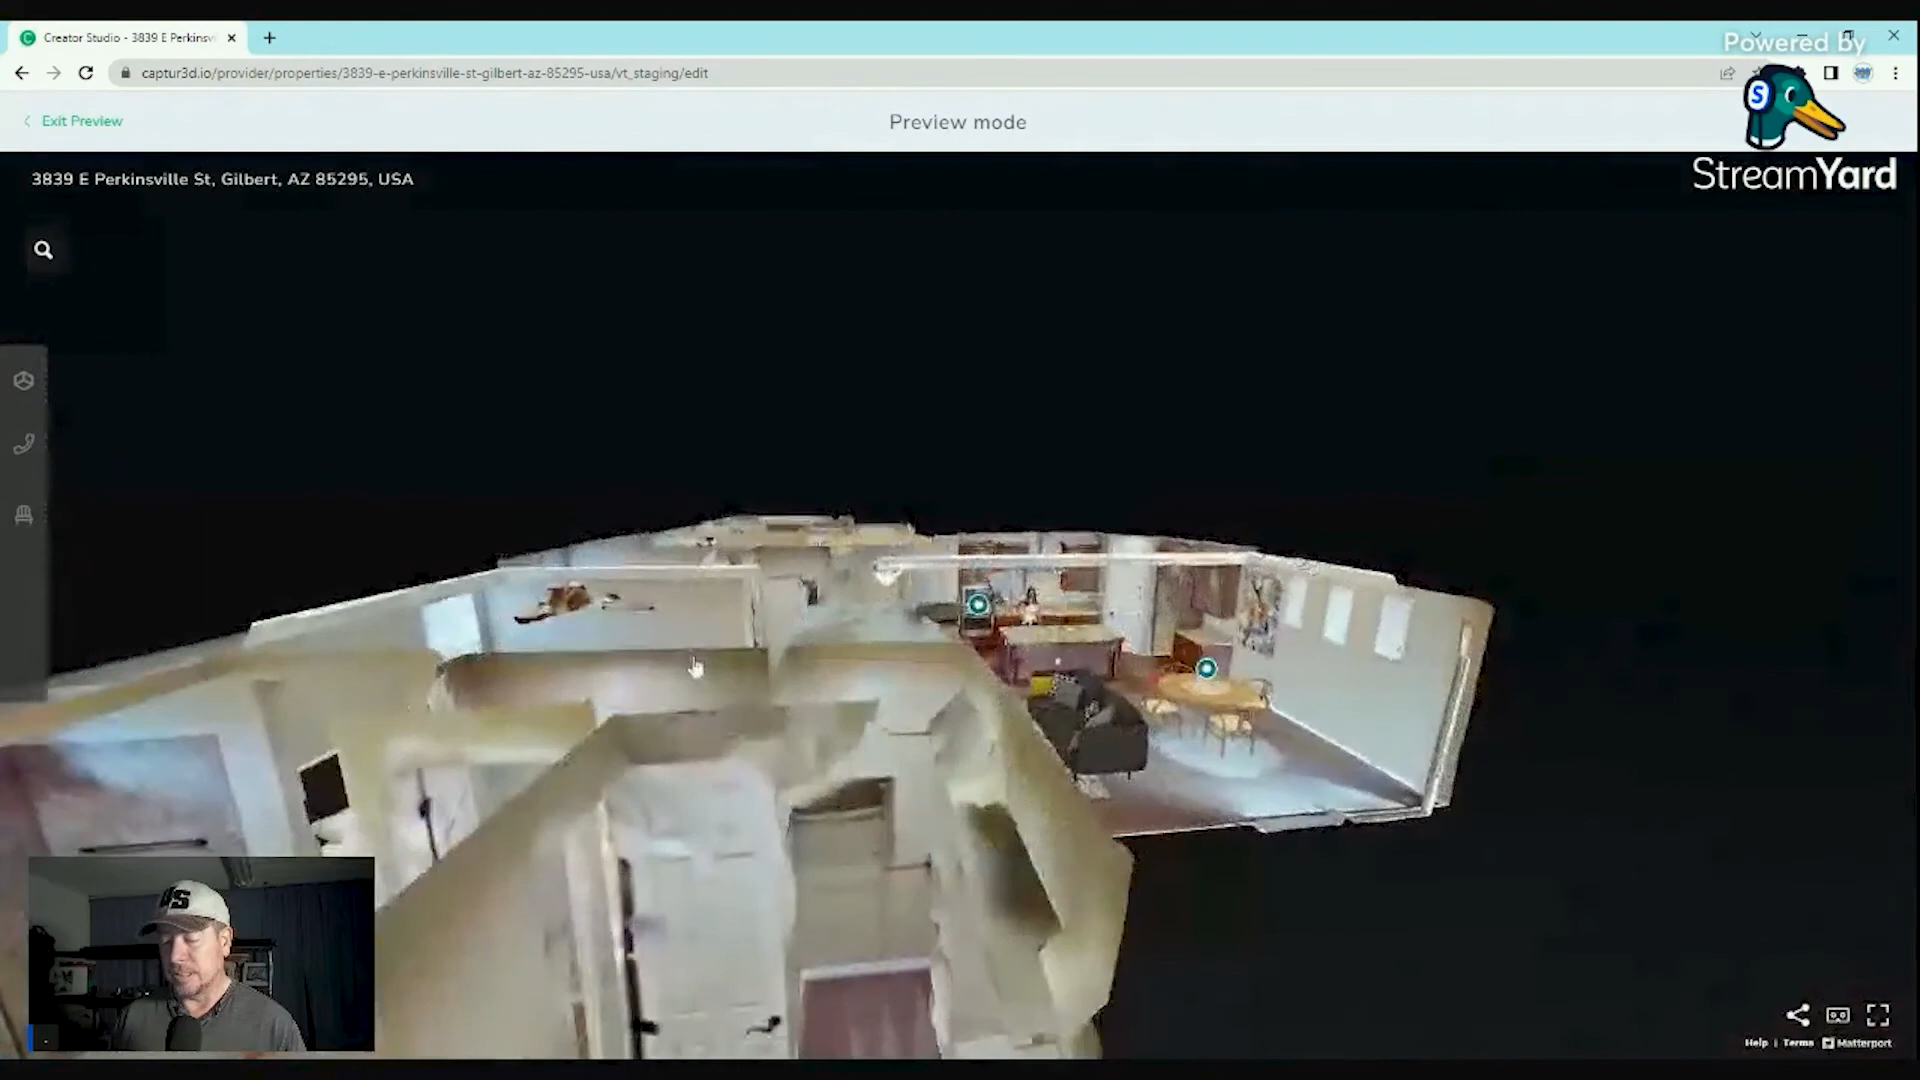 Creator Studio - 3839 E Perkinsvi
Powered by
captur3d.io/provider/properties/3839-e-perkinsville-st-gilbert-az-85295-usa/vt_staging/edit
S
Exit Preview
Preview mode
StreamYard
3839 E Perkinsville St, Gilbert, AZ 85295, USA
Help | Terms Matterport